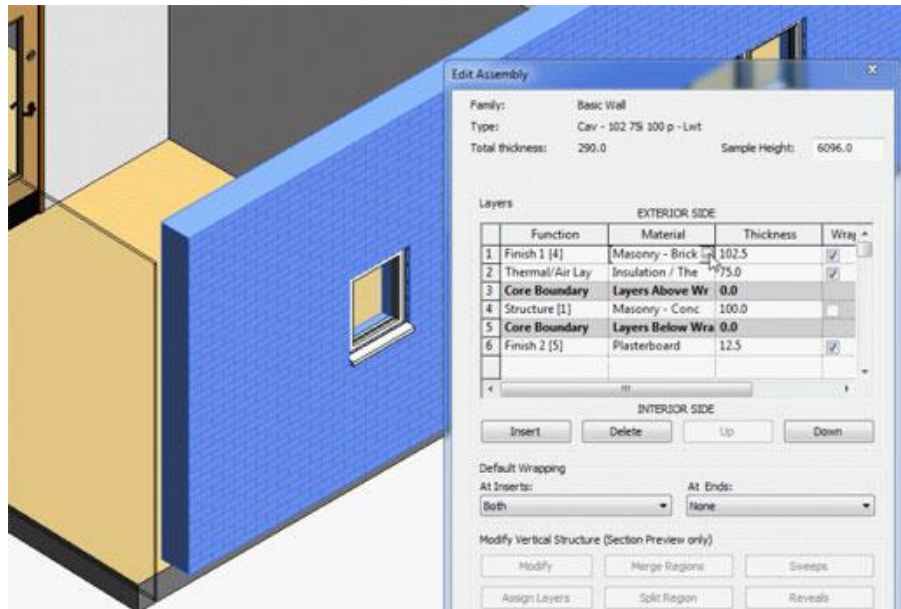 Edit Assembly
Family: Basic Wall
Type: Cav - 102 75i 100 p - Lwt
Total thickness: 290.0 Sample Height: 6096.0
Layers
EXTERIOR SIDE
Function Material Thickness Wrap
1 Finish 1 [4] Masonry - Brick 102.5
2 Thermal/Air Lay Insulation / The 75.0
3 Core Boundary Layers Above Wr 0.0
4 Structure [1] Masonry - Conc 100.0
5 Core Boundary Layers Below Wra 0.0
6 Finish 2 [5] Plasterboard 12.5
INTERIOR SIDE
Insert Delete Up Down
Default Wrapping
At Inserts: At Ends:
Both None
Modify Vertical Structure (Section Preview only)
Modify Merge Regions Sweeps
Assign Layers Split Region Reveals